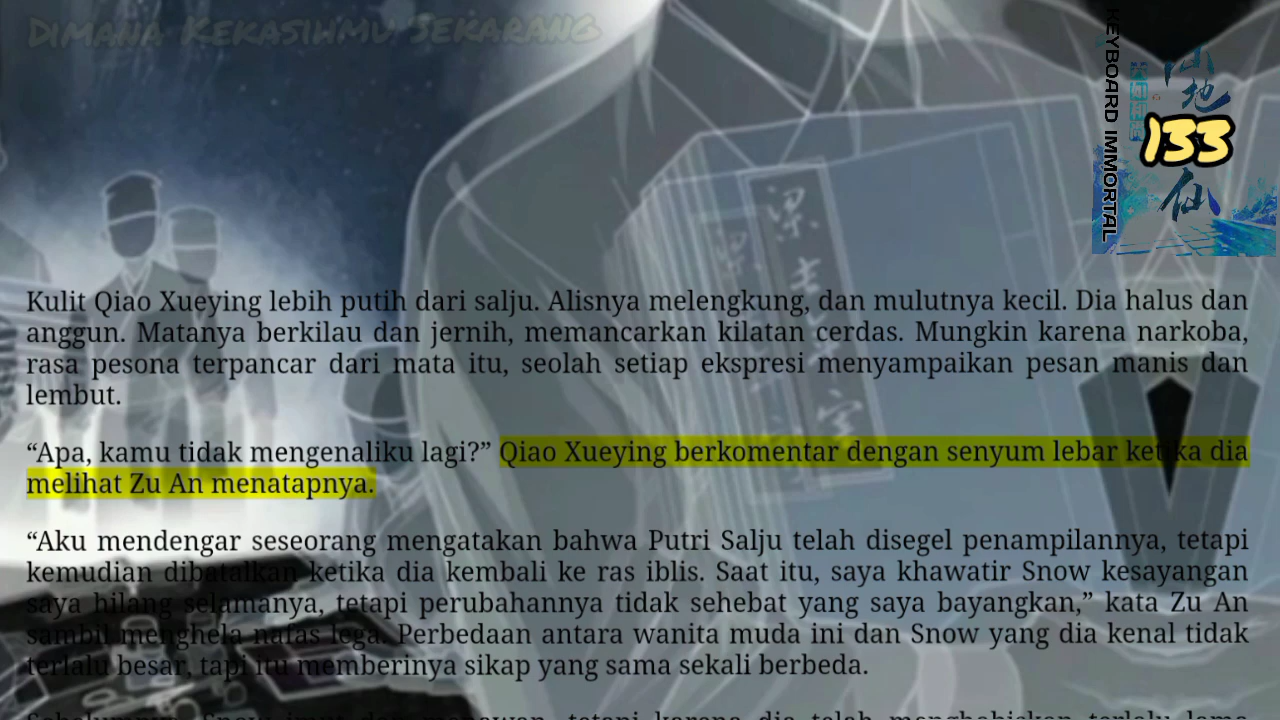 Dimana Kekasihmu Sekarang
KEYBOARD IMMORTAL
133
地
仙
Kulit Qiao Xueying lebih putih dari salju. Alisnya melengkung, dan mulutnya kecil. Dia halus dan
anggun. Matanya berkilau dan jernih, memancarkan kilatan cerdas. Mungkin karena narkoba,
rasa pesona terpancar dari mata itu, seolah setiap ekspresi menyampaikan pesan manis dan
lembut.
“Apa, kamu tidak mengenaliku lagi?” Qiao Xueying berkomentar dengan senyum lebar ketika dia
melihat Zu An menatapnya.
“Aku mendengar seseorang mengatakan bahwa Putri Salju telah disegel penampilannya, tetapi
kemudian dibatalkan ketika dia kembali ke ras iblis. Saat itu, saya khawatir Snow kesayangan
saya hilang selamanya, tetapi perubahannya tidak sehebat yang saya bayangkan,” kata Zu An
sambil menghela nafas lega. Perbedaan antara wanita muda ini dan Snow yang dia kenal tidak
terlalu besar, tapi itu memberinya sikap yang sama sekali berbeda.